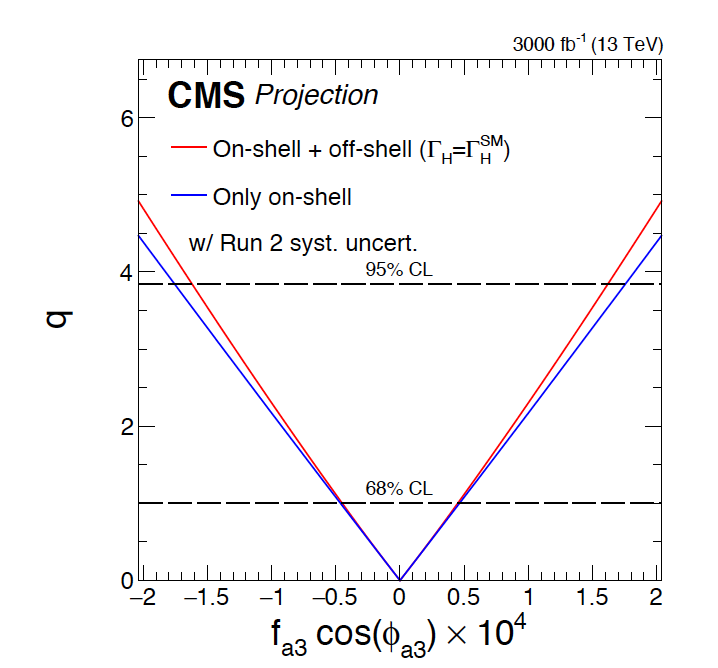 3000 fb⁻¹ (13 TeV)
CMS Projection
On-shell + off-shell (Γ_H=Γ_H^SM)
Only on-shell
w/ Run 2 syst. uncert.
95% CL
68% CL
q
6
4
2
0
−2 −1.5 −1 −0.5 0 0.5 1 1.5 2
f_a3 cos(ϕ_a3) × 10⁴